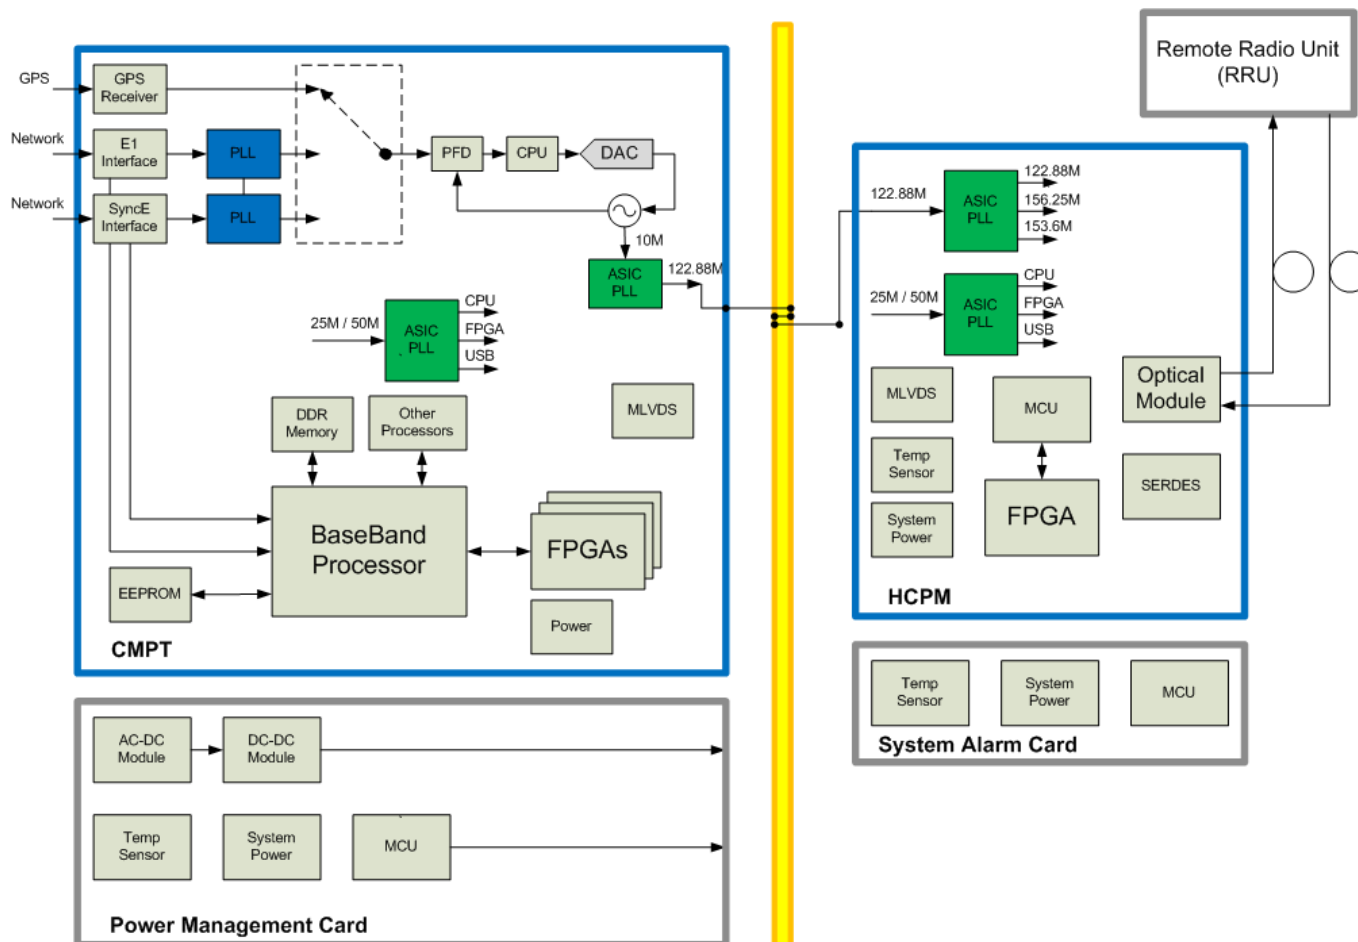 Remote Radio Unit
(RRU)
GPS
GPS
Receiver
Network
E1
Interface
PLL
PFD
CPU
DAC
Network
SyncE
Interface
PLL
10M
ASIC
PLL
122.88M
25M / 50M
ASIC
PLL
CPU
FPGA
USB
MLVDS
DDR
Memory
Other
Processors
BaseBand
Processor
FPGAs
EEPROM
Power
CMPT
122.88M
ASIC
PLL
122.88M
156.25M
153.6M
25M / 50M
ASIC
PLL
CPU
FPGA
USB
MLVDS
MCU
Optical
Module
Temp
Sensor
SERDES
System
Power
FPGA
HCPM
Temp
Sensor
System
Power
MCU
System Alarm Card
AC-DC
Module
DC-DC
Module
Temp
Sensor
System
Power
MCU
Power Management Card